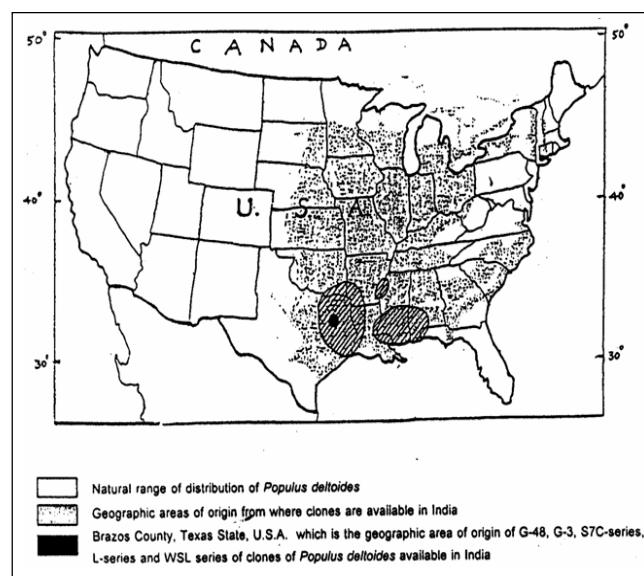 50°
50°
CANADA
40°
U. S. A.
40°
30°
30°
Natural range of distribution of Populus deltoides
Geographic areas of origin from where clones are available in India
Brazos County, Texas State, U.S.A. which is the geographic area of origin of G-48, G-3, S7C-series,
L-series and WSL series of clones of Populus deltoides available in India